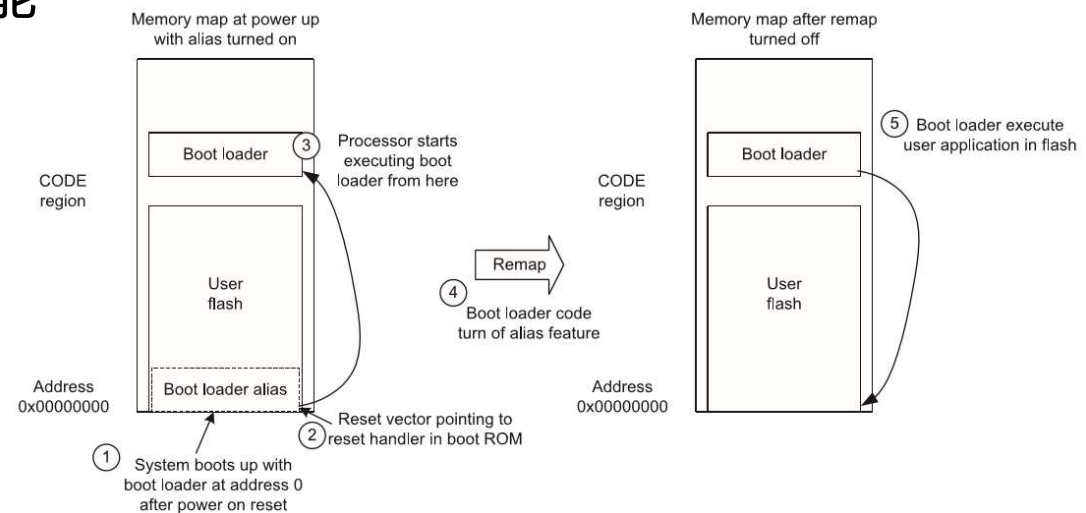 能
Memory map at power up
with alias turned on
Boot loader
3
Processor starts
executing boot
loader from here
CODE
region
User
flash
Boot loader alias
Address
0x00000000
2
Reset vector pointing to
reset handler in boot ROM
1
System boots up with
boot loader at address 0
after power on reset
Remap
4
Boot loader code
turn of alias feature
Memory map after remap
turned off
5
Boot loader execute
user application in flash
Boot loader
CODE
region
User
flash
Address
0x00000000